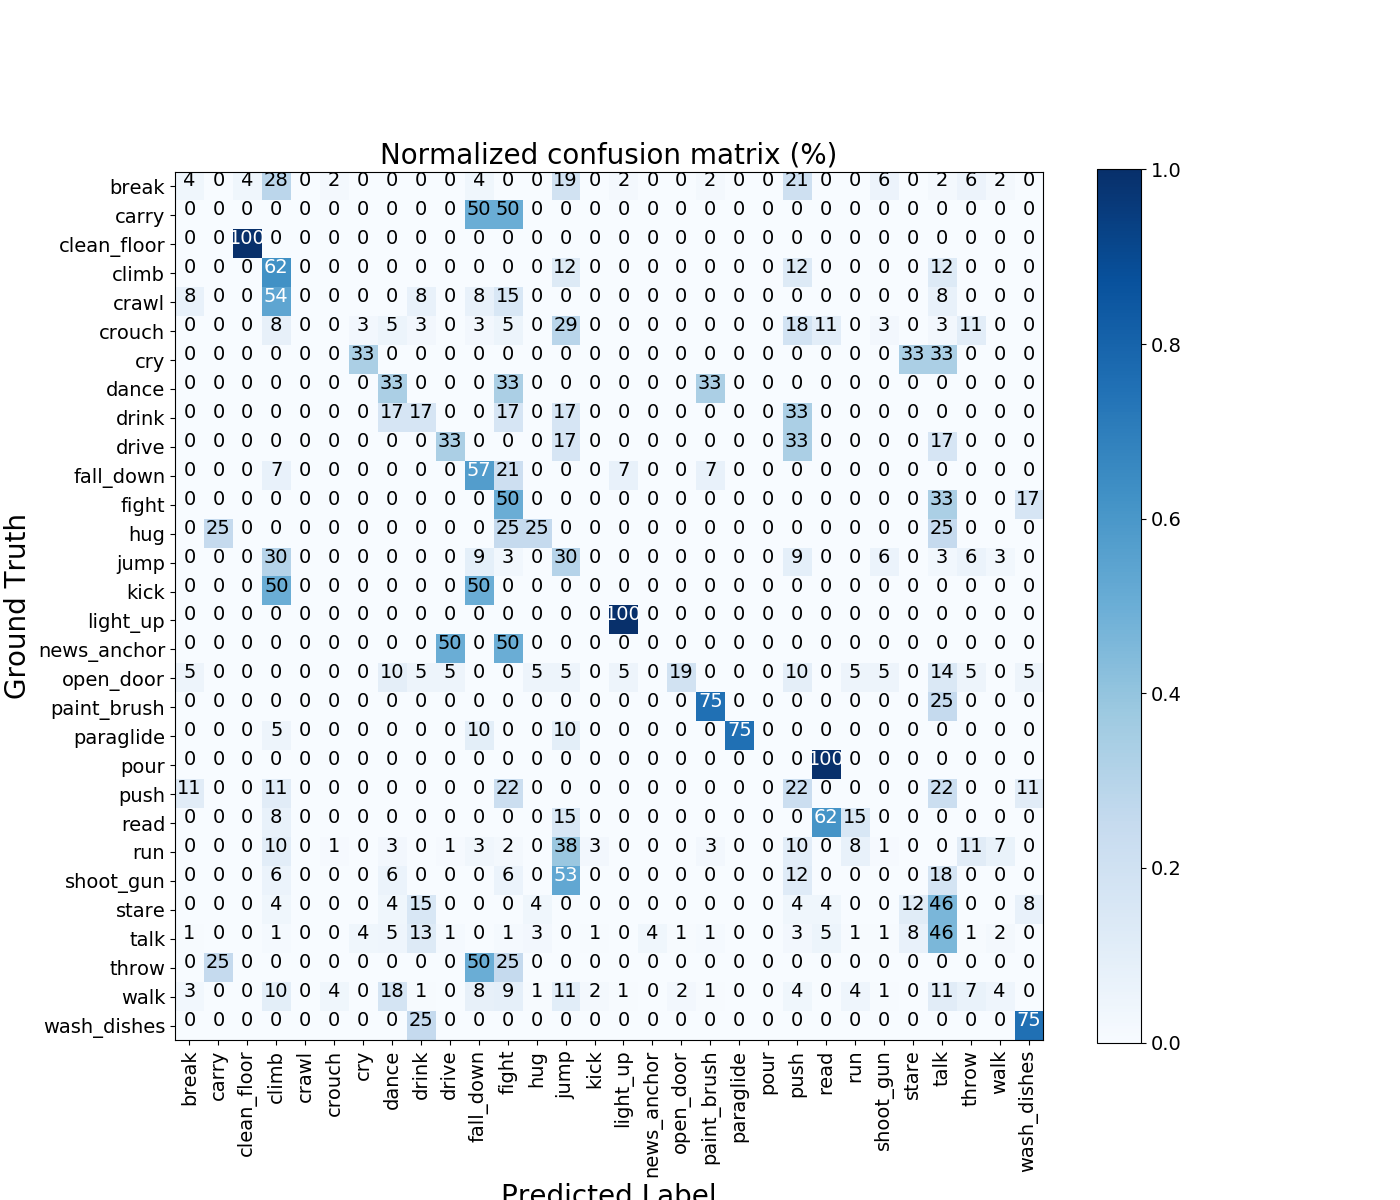 Normalized confusion matrix (%)
break 4 0 4 28 0 2 0 0 0 0 4 0 0 19 0 2 0 0 2 0 0 21 0 0 6 0 2 6 2 0
carry 0 0 0 0 0 0 0 0 0 0 50 50 0 0 0 0 0 0 0 0 0 0 0 0 0 0 0 0 0 0
clean_floor 0 0 100 0 0 0 0 0 0 0 0 0 0 0 0 0 0 0 0 0 0 0 0 0 0 0 0 0 0 0
climb 0 0 0 62 0 0 0 0 0 0 0 0 0 12 0 0 0 0 0 0 0 12 0 0 0 0 12 0 0 0
crawl 8 0 0 54 0 0 0 0 8 0 8 15 0 0 0 0 0 0 0 0 0 0 0 0 0 0 8 0 0 0
crouch 0 0 0 8 0 0 3 5 3 0 3 5 0 29 0 0 0 0 0 0 0 18 11 0 3 0 3 11 0 0
cry 0 0 0 0 0 0 33 0 0 0 0 0 0 0 0 0 0 0 0 0 0 0 0 0 0 33 33 0 0 0
dance 0 0 0 0 0 0 0 33 0 0 0 33 0 0 0 0 0 0 33 0 0 0 0 0 0 0 0 0 0 0
drink 0 0 0 0 0 0 0 17 17 0 0 17 0 17 0 0 0 0 0 0 0 33 0 0 0 0 0 0 0 0
drive 0 0 0 0 0 0 0 0 0 33 0 0 0 17 0 0 0 0 0 0 0 33 0 0 0 0 17 0 0 0
fall_down 0 0 0 7 0 0 0 0 0 0 57 21 0 0 0 7 0 0 7 0 0 0 0 0 0 0 0 0 0 0
fight 0 0 0 0 0 0 0 0 0 0 0 50 0 0 0 0 0 0 0 0 0 0 0 0 0 0 33 0 0 17
hug 0 25 0 0 0 0 0 0 0 0 0 25 25 0 0 0 0 0 0 0 0 0 0 0 0 0 25 0 0 0
jump 0 0 0 30 0 0 0 0 0 0 9 3 0 30 0 0 0 0 0 0 0 9 0 0 6 0 3 6 3 0
kick 0 0 0 50 0 0 0 0 0 0 50 0 0 0 0 0 0 0 0 0 0 0 0 0 0 0 0 0 0 0
light_up 0 0 0 0 0 0 0 0 0 0 0 0 0 0 0 100 0 0 0 0 0 0 0 0 0 0 0 0 0 0
news_anchor 0 0 0 0 0 0 0 0 0 50 0 50 0 0 0 0 0 0 0 0 0 0 0 0 0 0 0 0 0 0
open_door 5 0 0 0 0 0 0 10 5 5 0 0 5 5 0 5 0 19 0 0 0 10 0 5 5 0 14 5 0 5
paint_brush 0 0 0 0 0 0 0 0 0 0 0 0 0 0 0 0 0 0 75 0 0 0 0 0 0 0 25 0 0 0
paraglide 0 0 0 5 0 0 0 0 0 0 10 0 0 10 0 0 0 0 0 75 0 0 0 0 0 0 0 0 0 0
pour 0 0 0 0 0 0 0 0 0 0 0 0 0 0 0 0 0 0 0 0 0 0 100 0 0 0 0 0 0 0
push 11 0 0 11 0 0 0 0 0 0 0 22 0 0 0 0 0 0 0 0 0 22 0 0 0 0 22 0 0 11
read 0 0 0 8 0 0 0 0 0 0 0 0 0 15 0 0 0 0 0 0 0 0 62 15 0 0 0 0 0 0
run 0 0 0 10 0 1 0 3 0 1 3 2 0 38 3 0 0 0 3 0 0 10 0 8 1 0 0 11 7 0
shoot_gun 0 0 0 6 0 0 0 6 0 0 0 6 0 53 0 0 0 0 0 0 0 12 0 0 0 0 18 0 0 0
stare 0 0 0 4 0 0 0 4 15 0 0 0 4 0 0 0 0 0 0 0 0 4 4 0 0 12 46 0 0 8
talk 1 0 0 1 0 0 4 5 13 1 0 1 3 0 1 0 4 1 1 0 0 3 5 1 1 8 46 1 2 0
throw 0 25 0 0 0 0 0 0 0 0 50 25 0 0 0 0 0 0 0 0 0 0 0 0 0 0 0 0 0 0
walk 3 0 0 10 0 4 0 18 1 0 8 9 1 11 2 1 0 2 1 0 0 4 0 4 1 0 11 7 4 0
wash_dishes 0 0 0 0 0 0 0 0 25 0 0 0 0 0 0 0 0 0 0 0 0 0 0 0 0 0 0 0 0 75
break carry clean_floor climb crawl crouch cry dance drink drive fall_down fight hug jump kick light_up news_anchor open_door paint_brush paraglide pour push read run shoot_gun stare talk throw walk wash_dishes
Ground Truth
Predicted Label
1.0
0.8
0.6
0.4
0.2
0.0